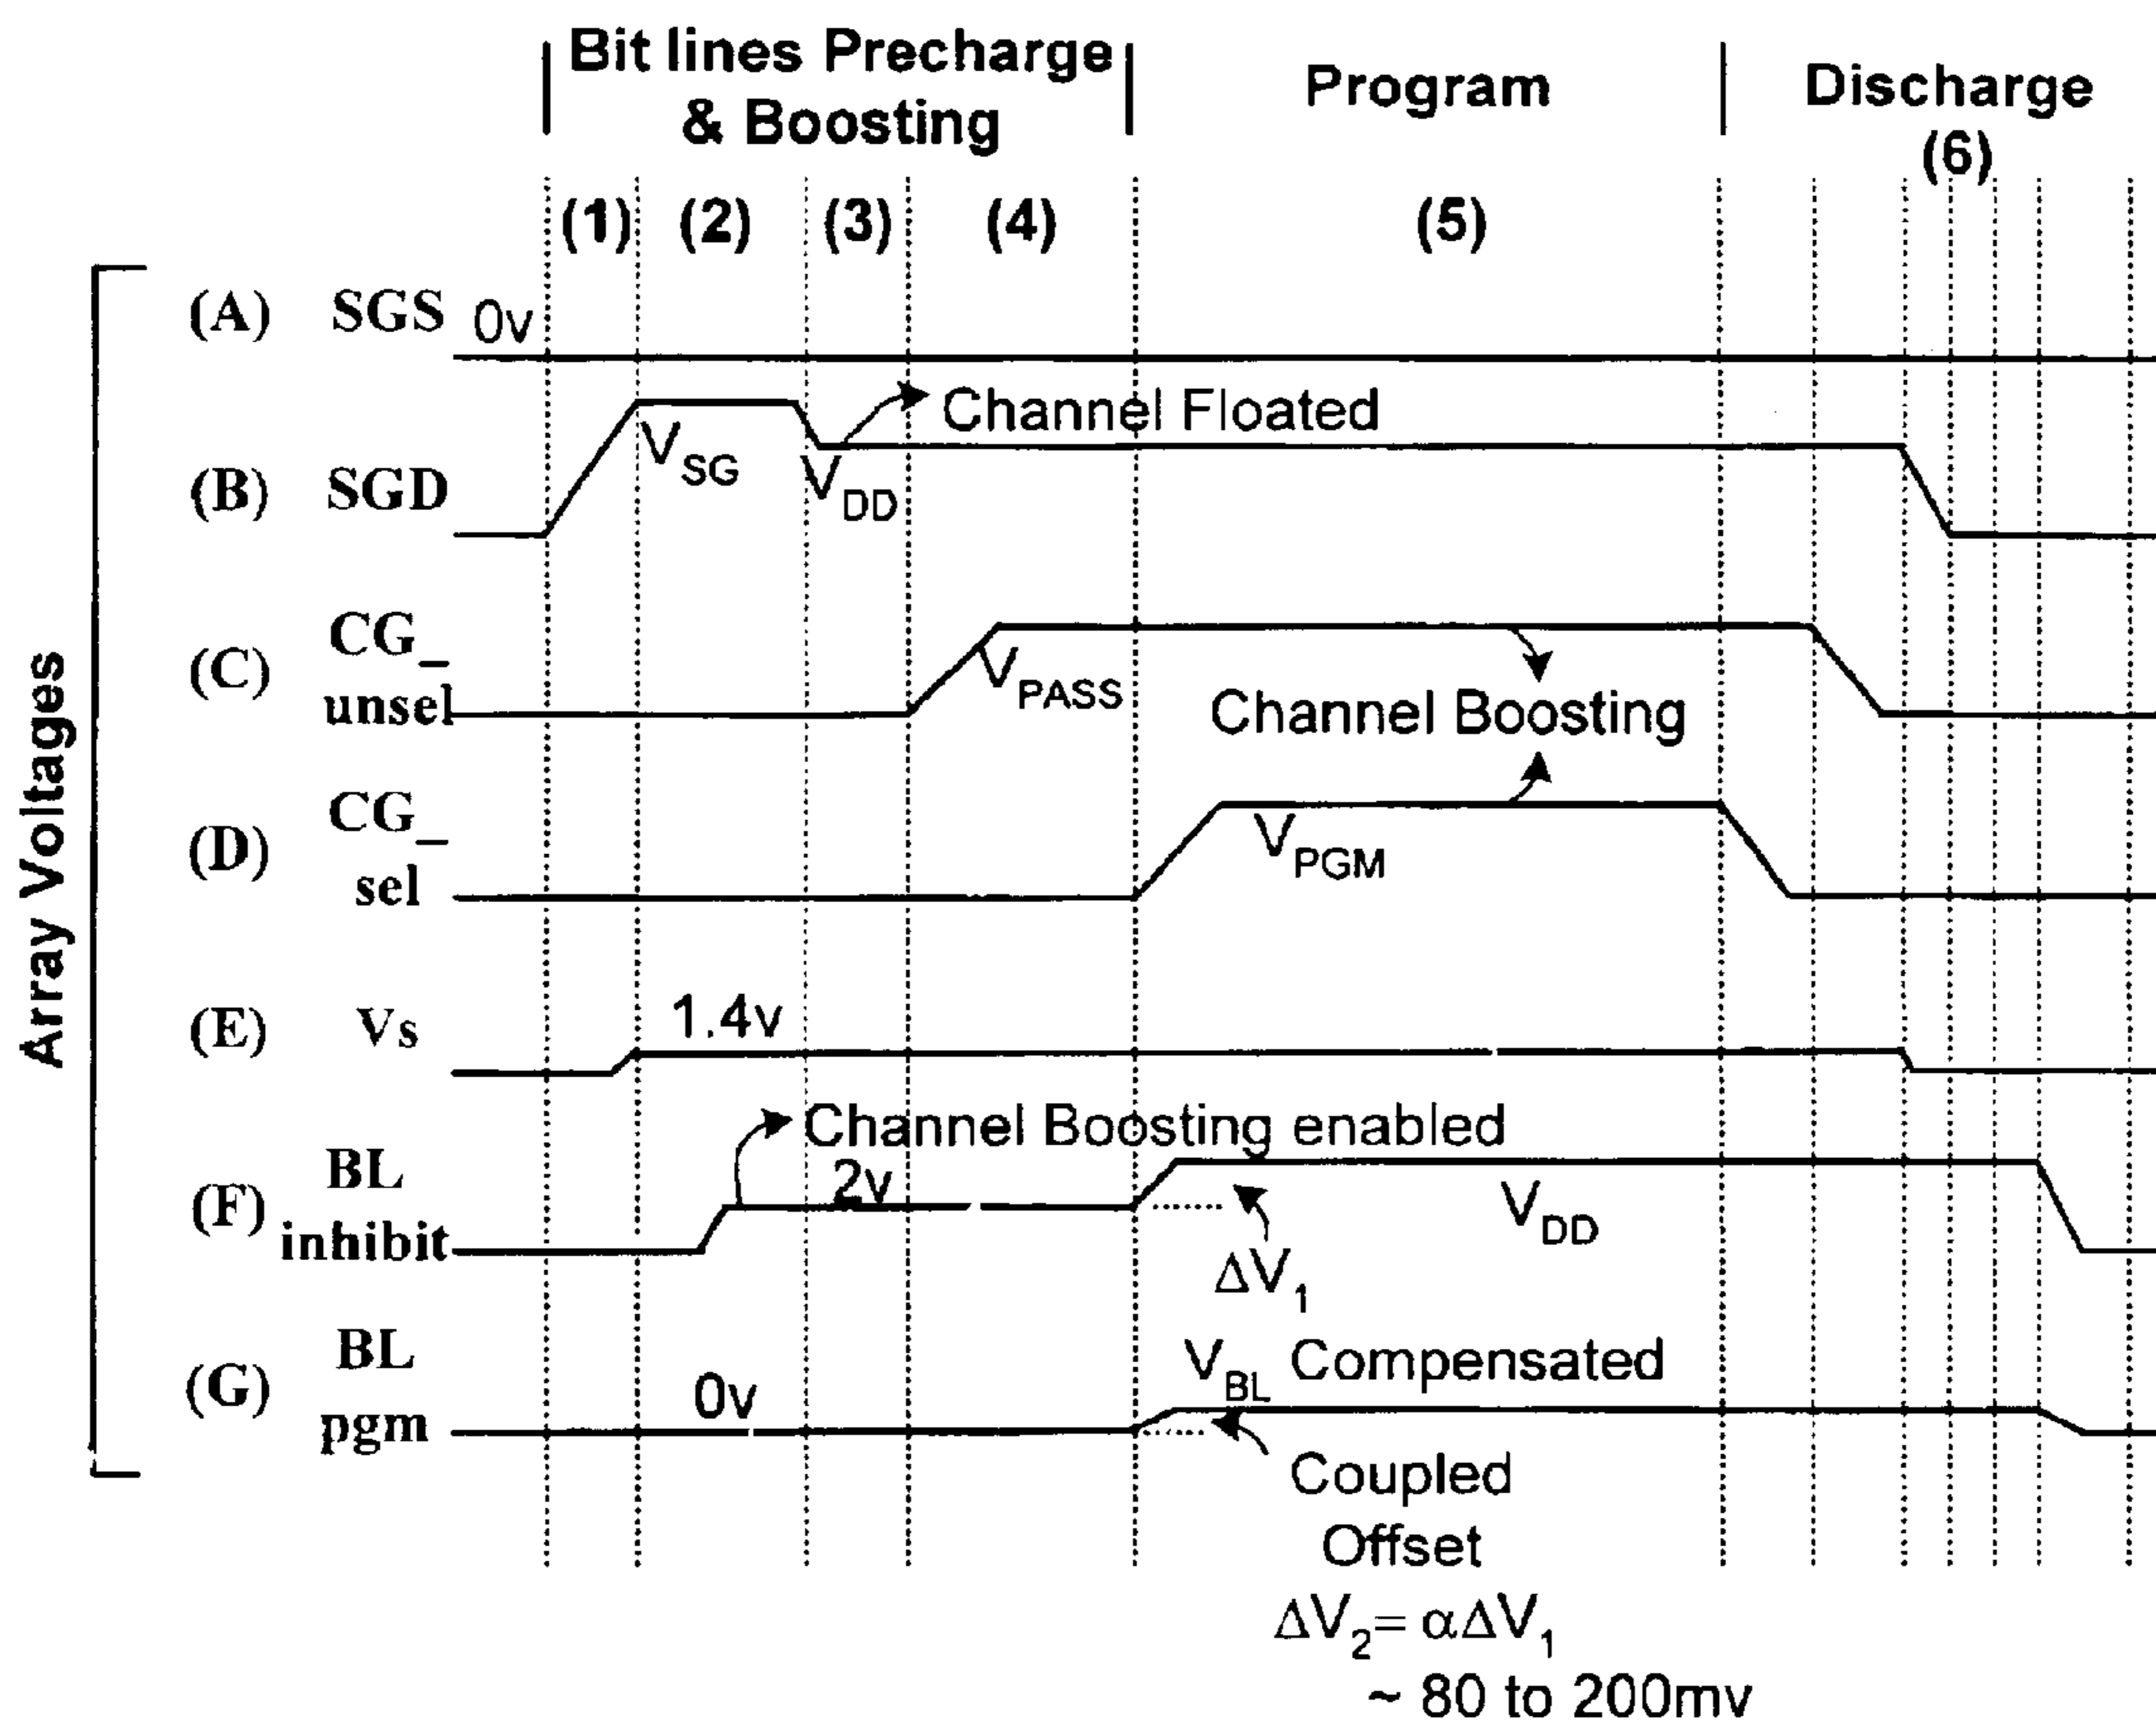 Bit lines Precharge
& Boosting
Program
Discharge
(6)
(1)
(2)
(3)
(4)
(5)
Array Voltages
(A) SGS 0v
Channel Floated
V_SG
V_DD
(B) SGD
(C) CG_
unsel
V_PASS
Channel Boosting
(D) CG_
sel
V_PGM
(E) Vs
1.4v
Channel Boosting enabled
(F) BL
inhibit
2v
V_DD
ΔV_1
(G) BL
pgm
0v
V_BL Compensated
Coupled
Offset
ΔV_2= αΔV_1
~ 80 to 200mv